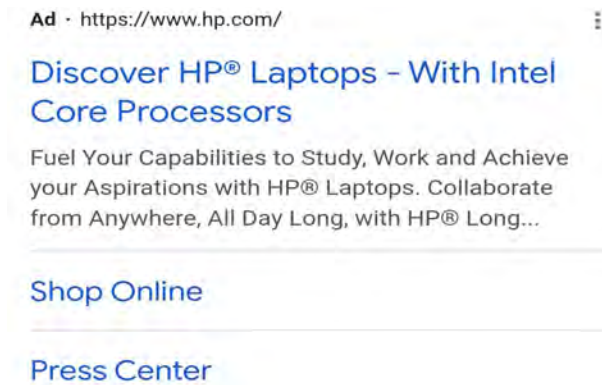 Ad · https://www.hp.com/
Discover HP® Laptops - With Intel
Core Processors
Fuel Your Capabilities to Study, Work and Achieve
your Aspirations with HP® Laptops. Collaborate
from Anywhere, All Day Long, with HP® Long...
Shop Online
Press Center